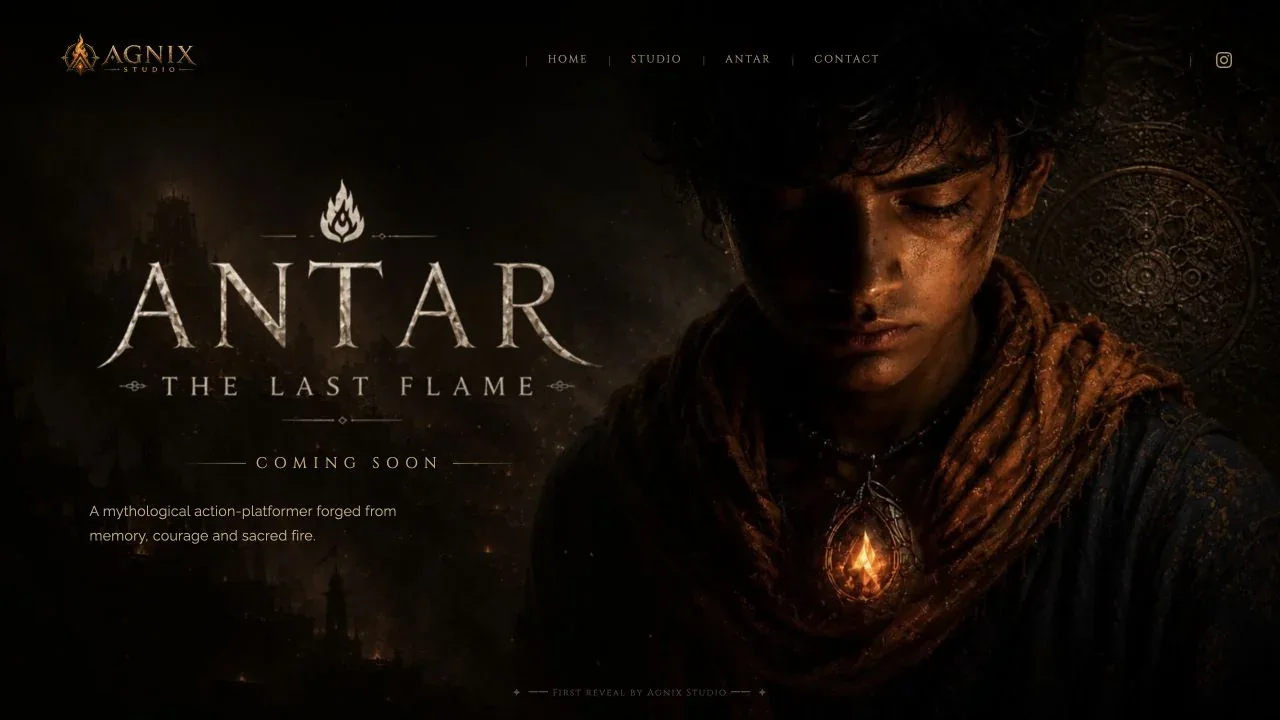 AGNIX
STUDIO
HOME
STUDIO
ANTAR
CONTACT
ANTAR
THE LAST FLAME
COMING SOON
A mythological action-platformer forged from
memory, courage and sacred fire.
First reveal by Agnix Studio